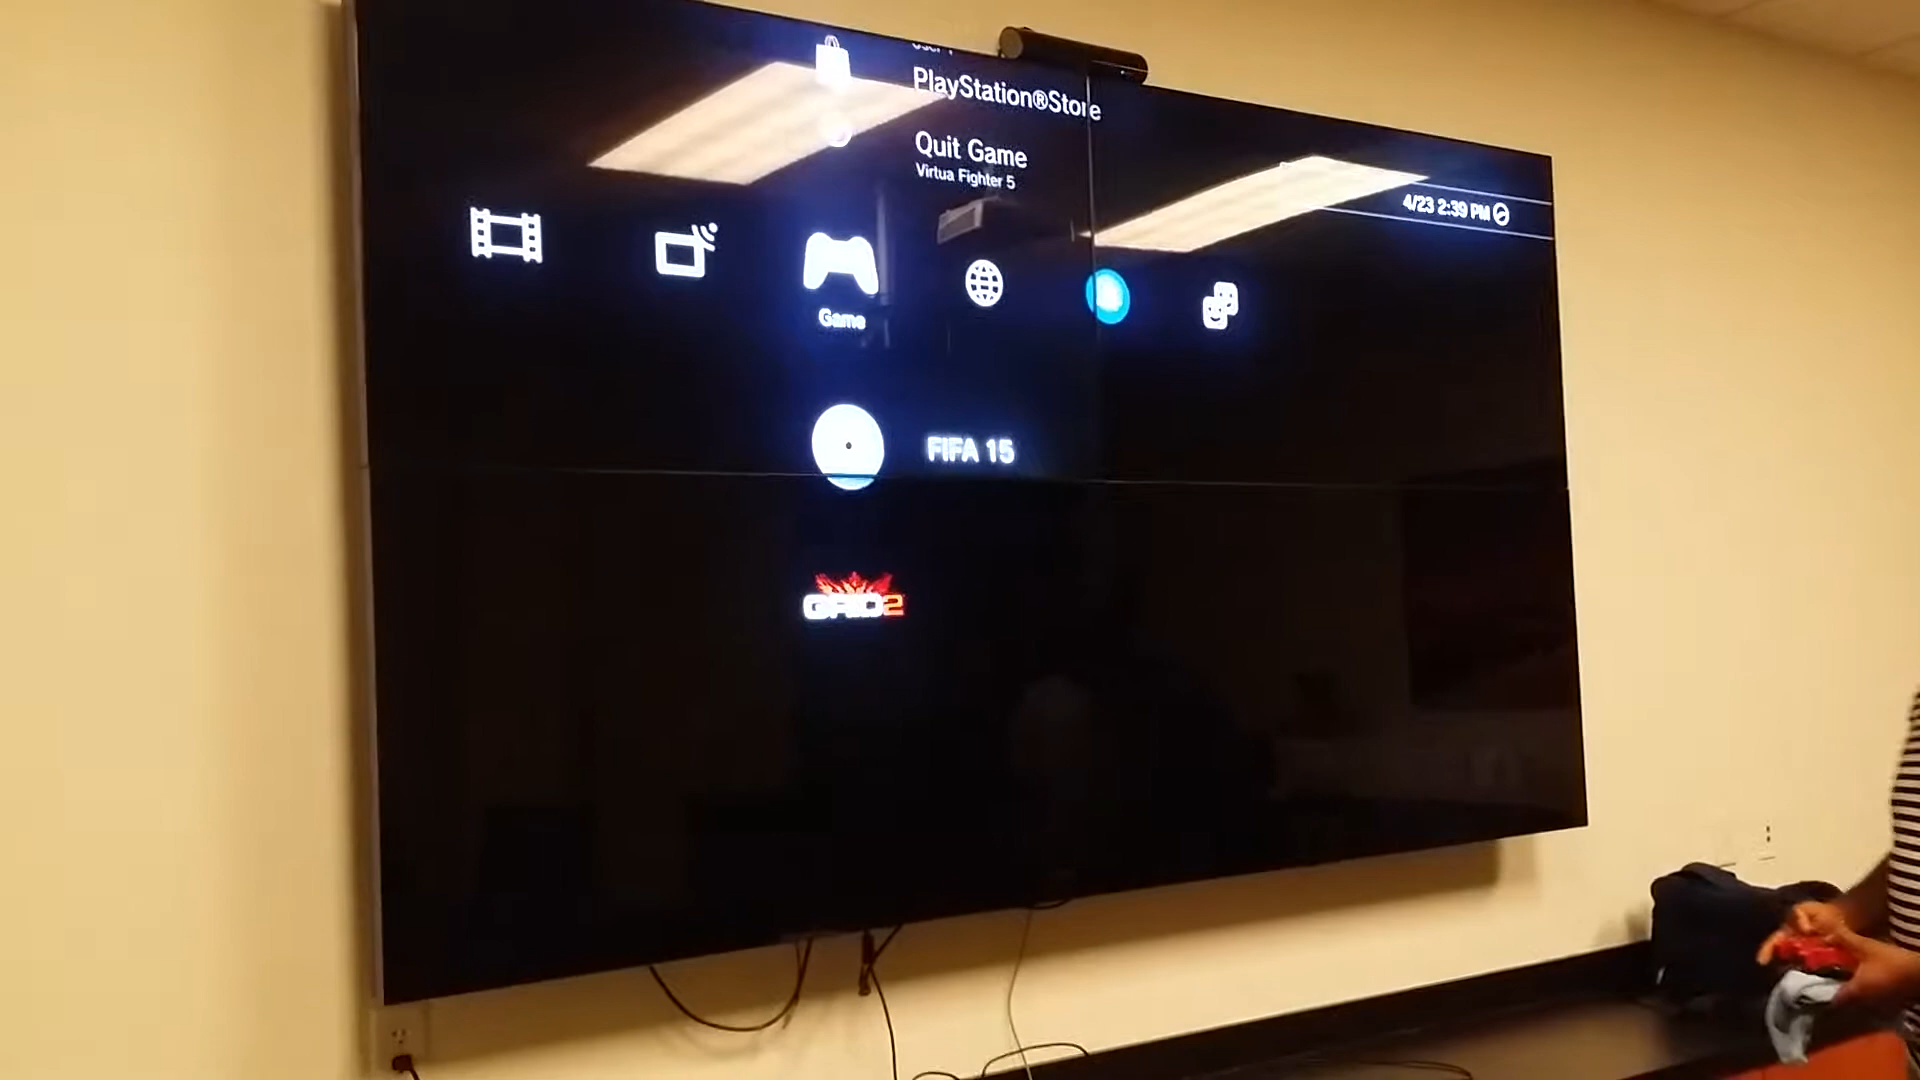 PlayStation®Store
Quit Game
Virtua Fighter 5
4/23 2:39 PM
Game
FIFA 15
GRID2